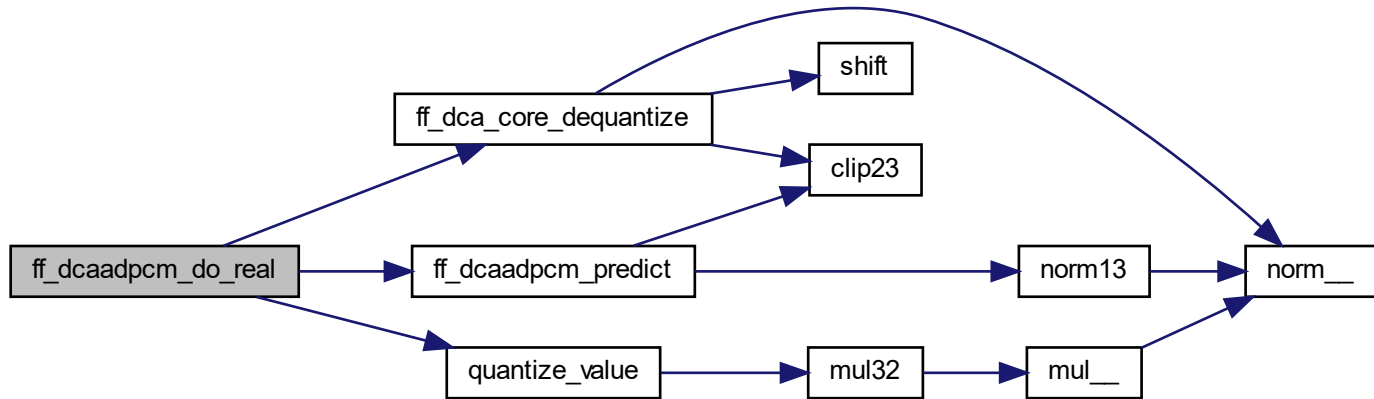 shift
ff_dca_core_dequantize
clip23
ff_dcaadpcm_do_real
ff_dcaadpcm_predict
norm13
norm__
quantize_value
mul32
mul__